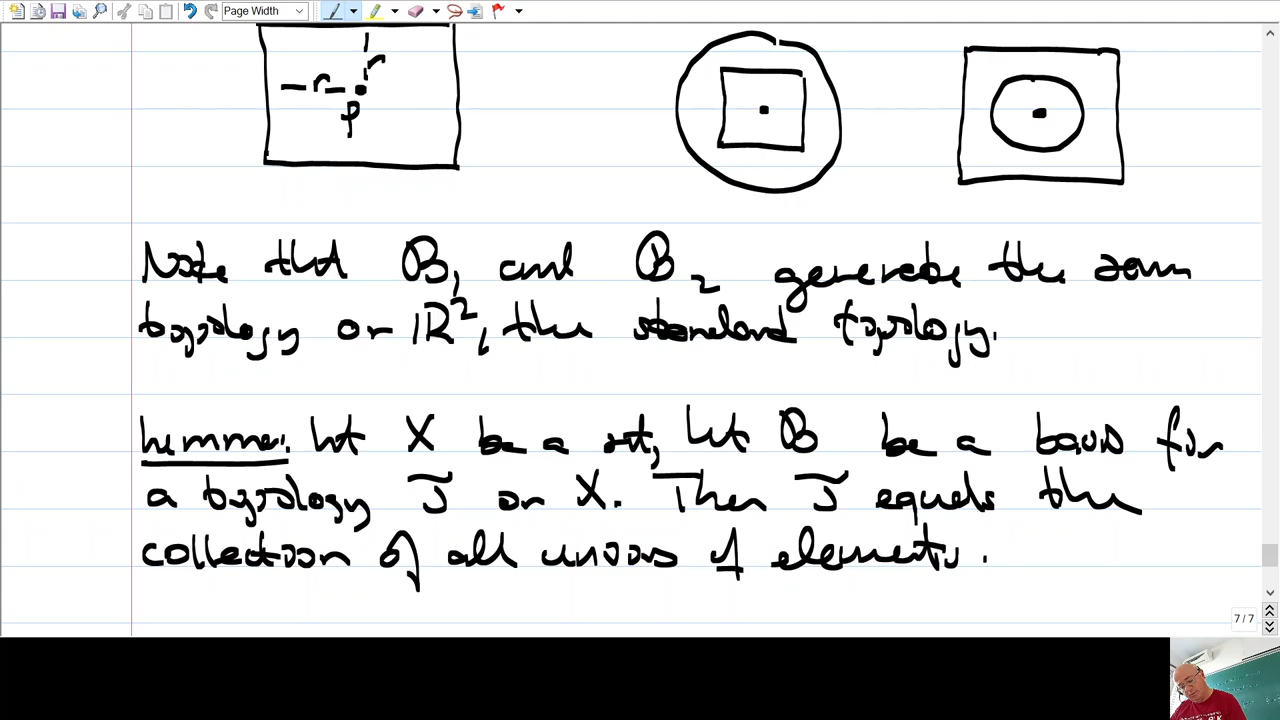 Page Width
r
r
p
Note that B₁ and B₂ generate the same
topology on ℝ², the standard topology.
Lemma: Let X be a set, let B be a basis for
a topology T on X. Then T equals the
collection of all unions of elements.
7 / 7